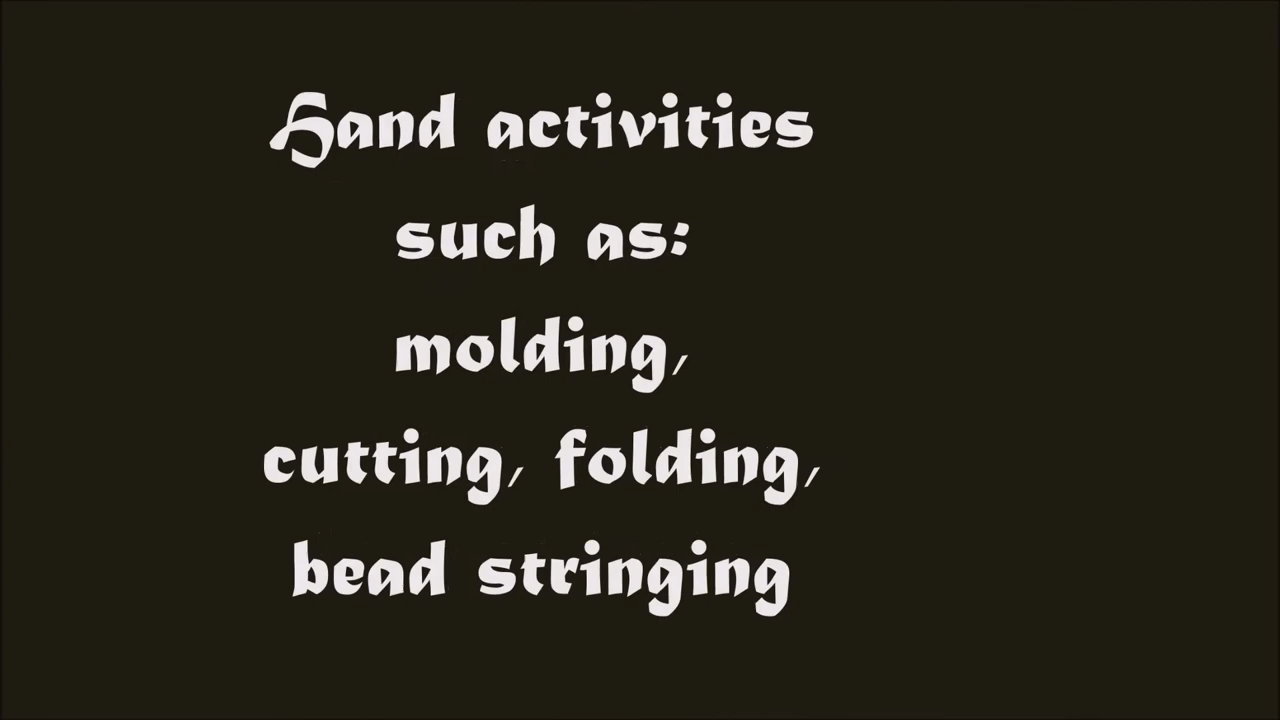 Hand activities
such as:
molding,
cutting, folding,
bead stringing